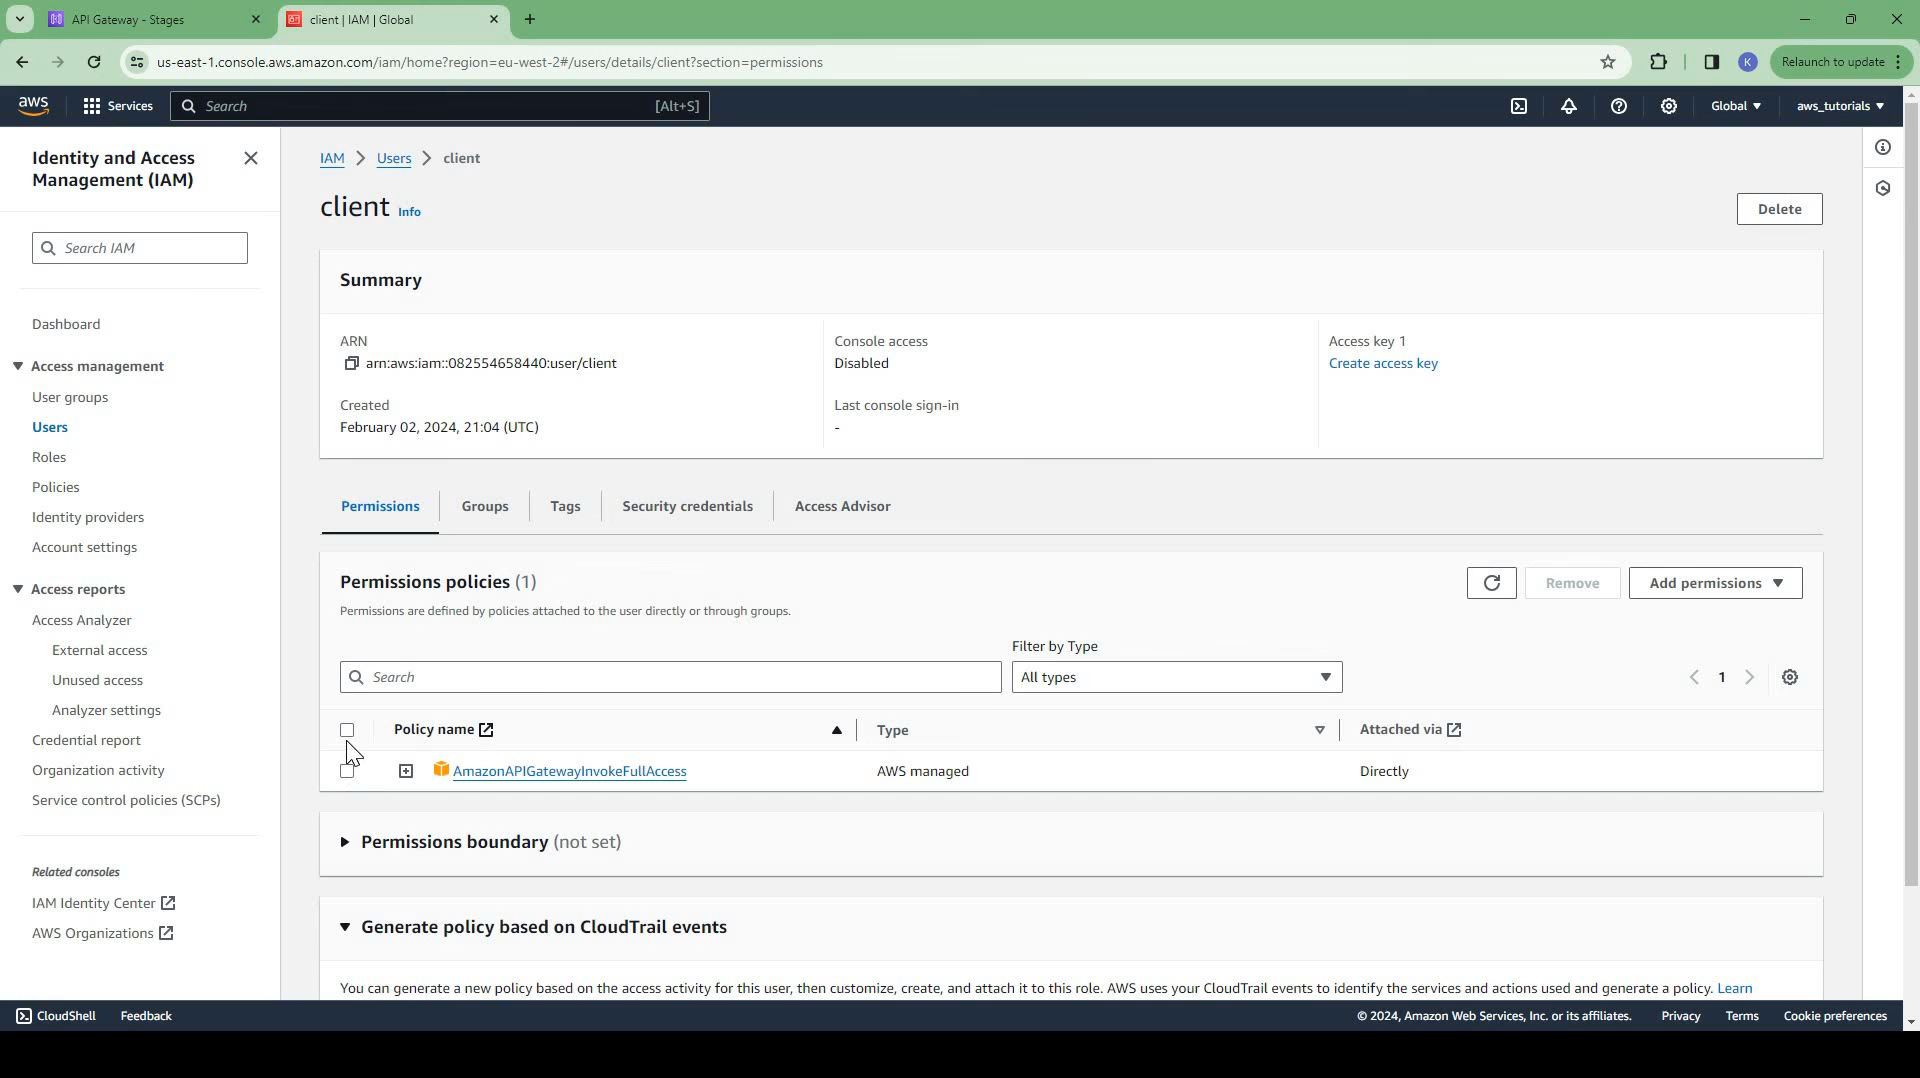 API Gateway - Stages
client | IAM | Global
us-east-1.console.aws.amazon.com/iam/home?region=eu-west-2#/users/details/client?section=permissions
K
Relaunch to update
aws
Services
Search
[Alt+S]
Global
aws_tutorials
Identity and Access
Management (IAM)
Search IAM
Dashboard
Access management
User groups
Users
Roles
Policies
Identity providers
Account settings
Access reports
Access Analyzer
External access
Unused access
Analyzer settings
Credential report
Organization activity
Service control policies (SCPs)
Related consoles
IAM Identity Center
AWS Organizations
IAM > Users > client
client Info
Delete
Summary
ARN
arn:aws:iam::082554658440:user/client
Console access
Disabled
Access key 1
Create access key
Created
February 02, 2024, 21:04 (UTC)
Last console sign-in
-
Permissions
Groups
Tags
Security credentials
Access Advisor
Permissions policies (1)
Permissions are defined by policies attached to the user directly or through groups.
Remove
Add permissions
Filter by Type
Search
All types
1
Policy name
Type
Attached via
AmazonAPIGatewayInvokeFullAccess
AWS managed
Directly
Permissions boundary (not set)
Generate policy based on CloudTrail events
You can generate a new policy based on the access activity for this user, then customize, create, and attach it to this role. AWS uses your CloudTrail events to identify the services and actions used and generate a policy. Learn
CloudShell
Feedback
© 2024, Amazon Web Services, Inc. or its affiliates.
Privacy
Terms
Cookie preferences